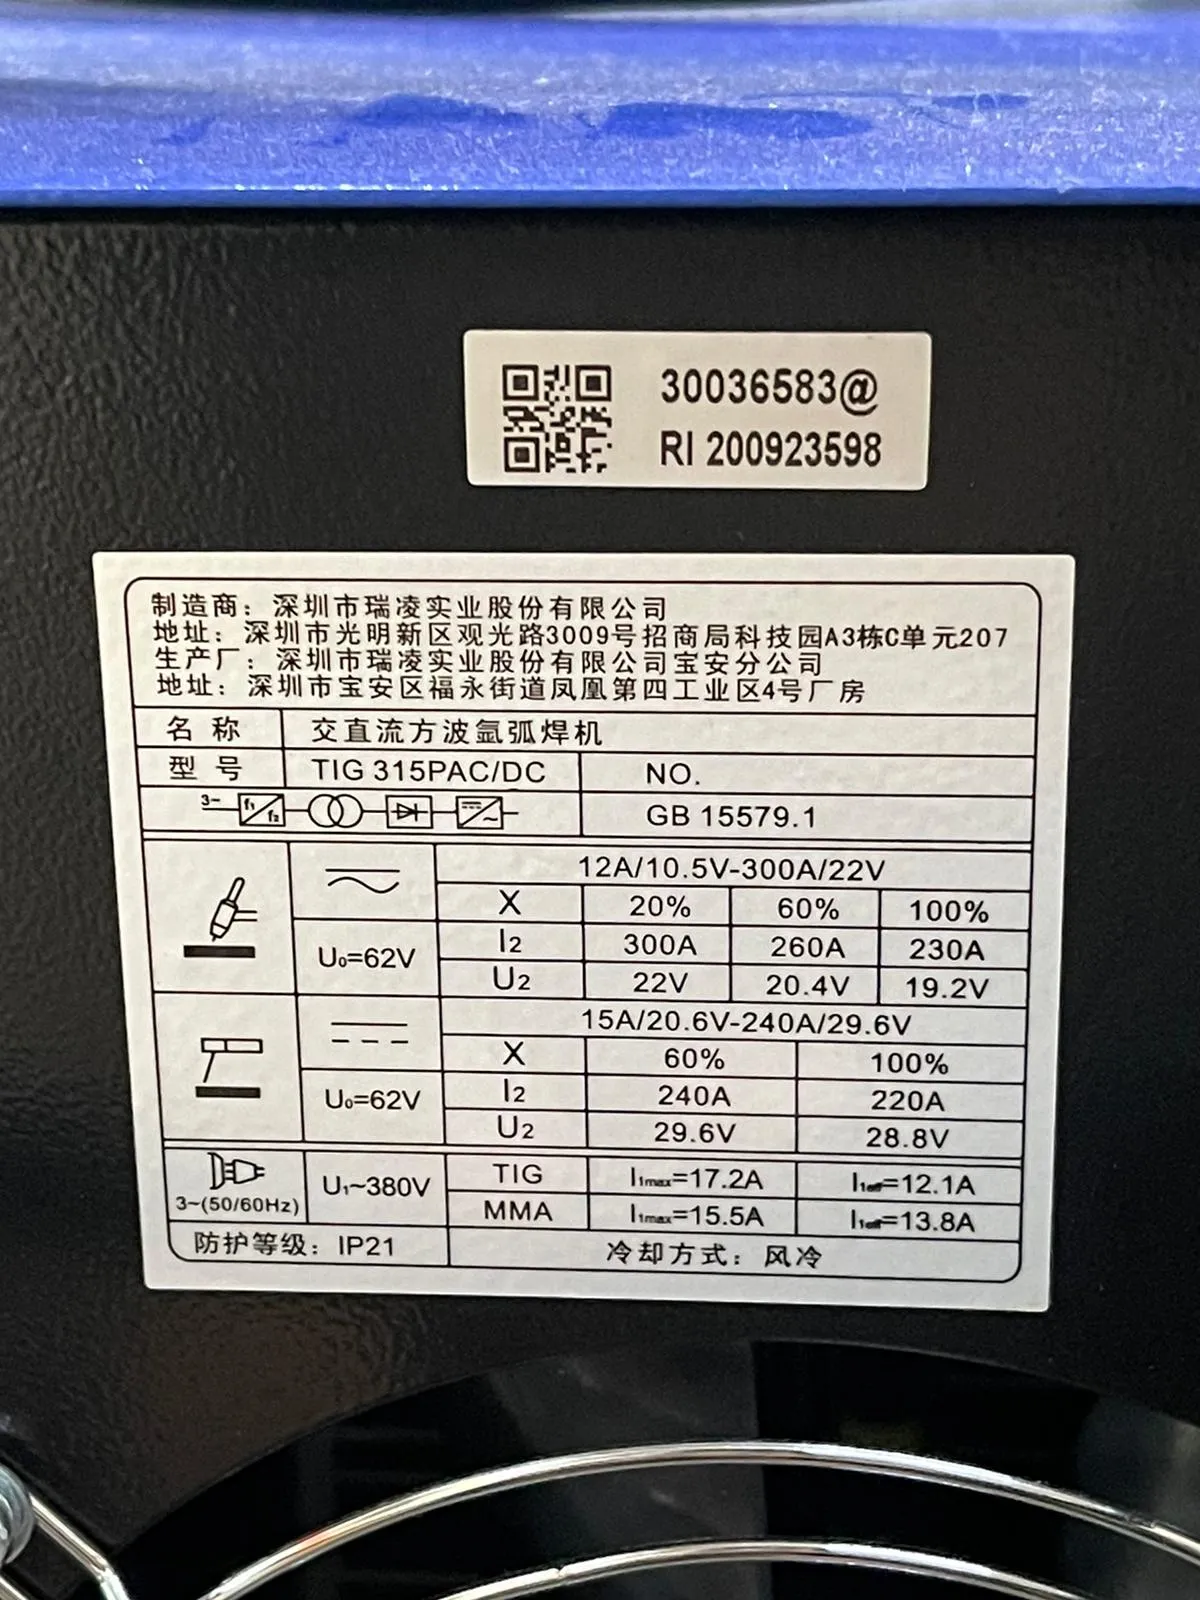 30036583@
RI 200923598
制造商：深圳市瑞凌实业股份有限公司
地址：深圳市光明新区观光路3009号招商局科技园A3栋C单元207
生产厂：深圳市瑞凌实业股份有限公司宝安分公司
地址：深圳市宝安区福永街道凤凰第四工业区4号厂房
名 称 交直流方波氩弧焊机
型 号 TIG 315PAC/DC NO.
3~ f₁ f₂ GB 15579.1
12A/10.5V-300A/22V
X 20% 60% 100%
U₀=62V I₂ 300A 260A 230A
U₂ 22V 20.4V 19.2V
15A/20.6V-240A/29.6V
X 60% 100%
U₀=62V I₂ 240A 220A
U₂ 29.6V 28.8V
3~(50/60Hz) U₁~380V TIG I₁max=17.2A I₁eff=12.1A
MMA I₁max=15.5A I₁eff=13.8A
防护等级：IP21 冷却方式：风冷